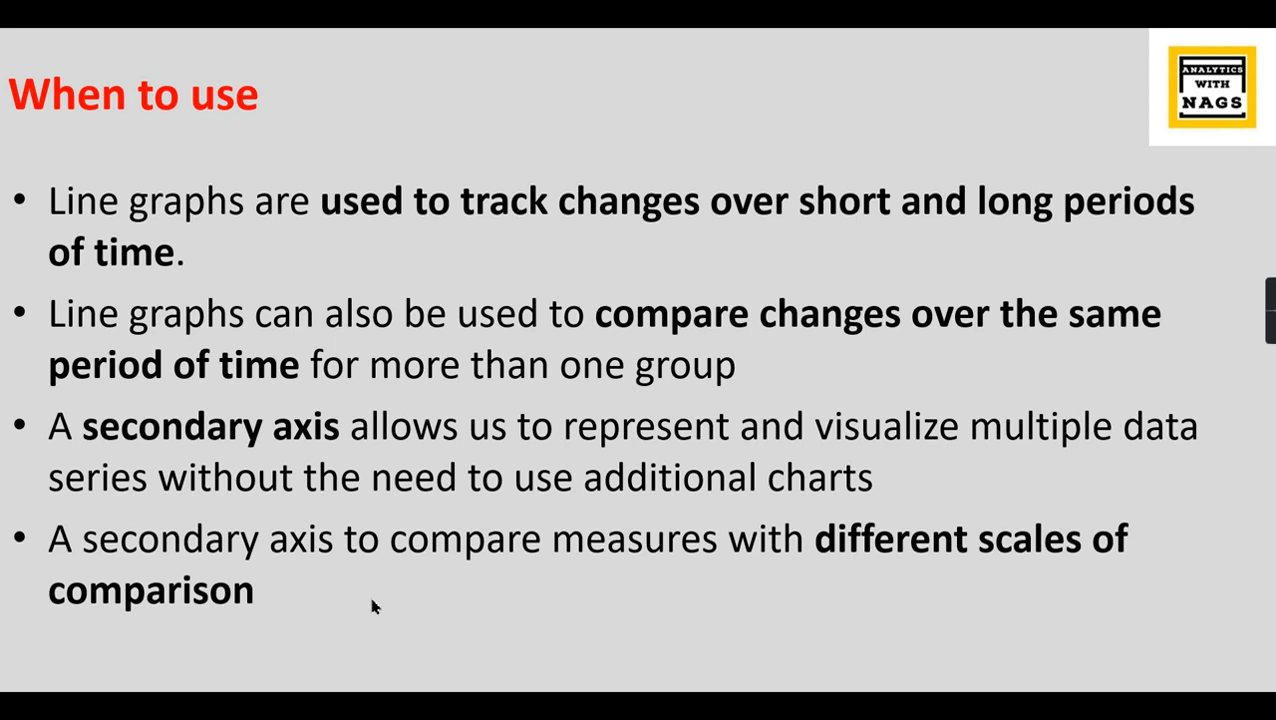 When to use
ANALYTICS
WITH
NAGS
• Line graphs are used to track changes over short and long periods
of time.
• Line graphs can also be used to compare changes over the same
period of time for more than one group
• A secondary axis allows us to represent and visualize multiple data
series without the need to use additional charts
• A secondary axis to compare measures with different scales of
comparison